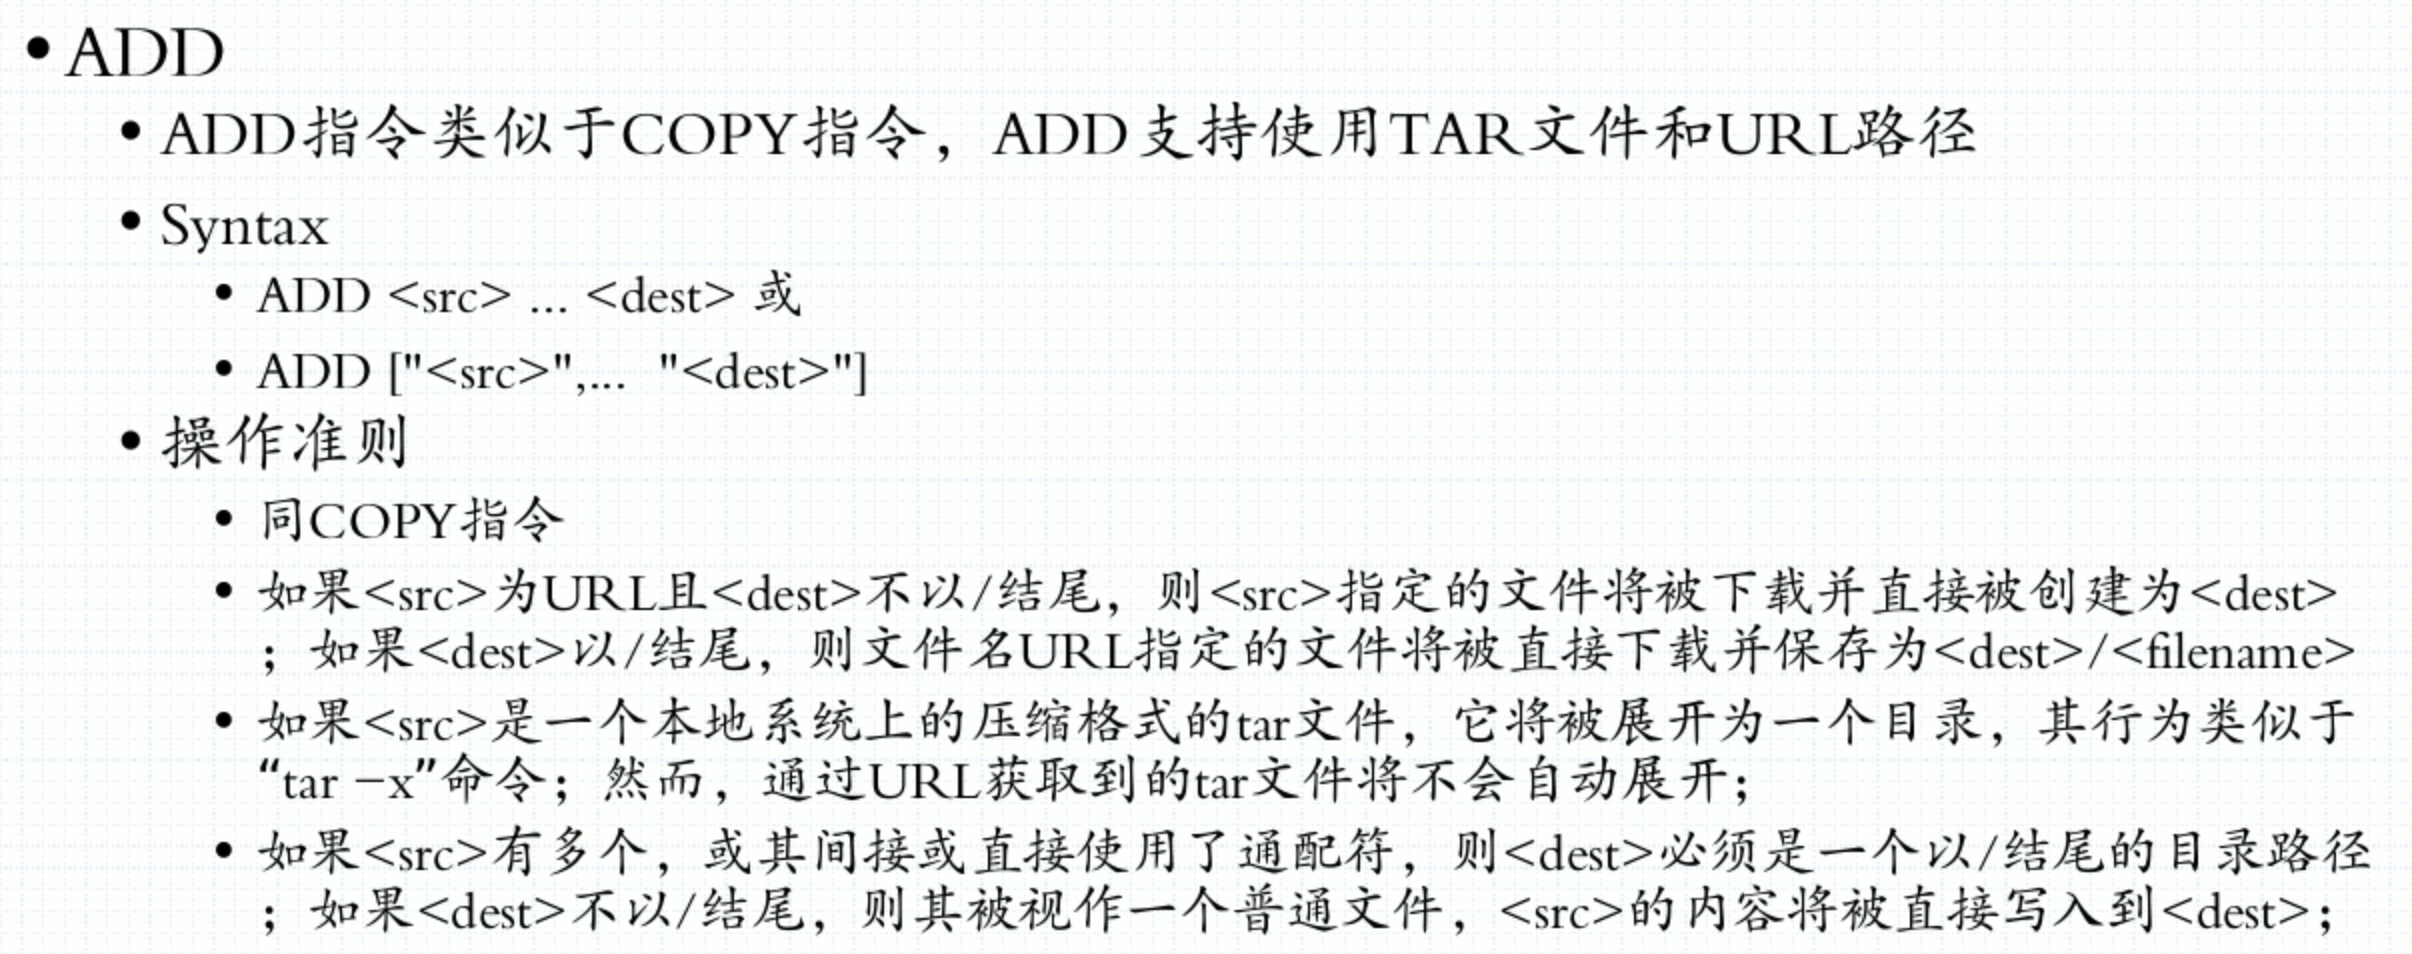 • ADD
• ADD指令类似于COPY指令，ADD支持使用TAR文件和URL路径
• Syntax
• ADD <src> ... <dest> 或
• ADD ["<src>",... "<dest>"]
• 操作准则
• 同COPY指令
• 如果<src>为URL且<dest>不以/结尾，则<src>指定的文件将被下载并直接被创建为<dest>
；如果<dest>以/结尾，则文件名URL指定的文件将被直接下载并保存为<dest>/<filename>
• 如果<src>是一个本地系统上的压缩格式的tar文件，它将被展开为一个目录，其行为类似于
“tar –x”命令；然而，通过URL获取到的tar文件将不会自动展开；
• 如果<src>有多个，或其间接或直接使用了通配符，则<dest>必须是一个以/结尾的目录路径
；如果<dest>不以/结尾，则其被视作一个普通文件，<src>的内容将被直接写入到<dest>；